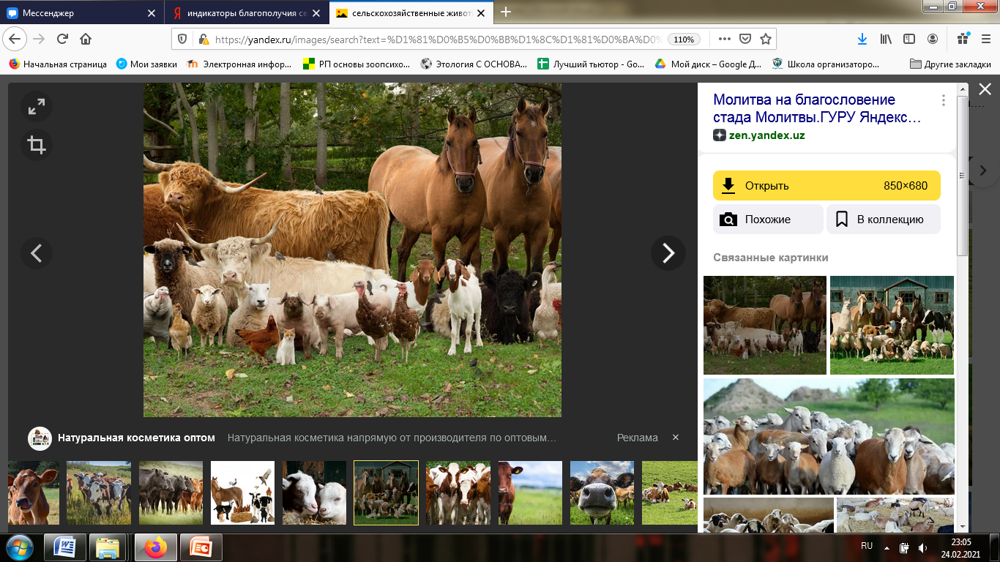 Мессенджер
индикаторы благополучия се
сельскохозяйственные живот
https://yandex.ru/images/search?text=%D1%81%D0%B5%D0%BB%D1%8C%D1%81%D0%BA%D0%
110%
Начальная страница
Мои заявки
Электронная инфор...
РП основы зоопсихо...
Этология С ОСНОВА...
Лучший тьютор - Go...
Мой диск – Google Д...
Школа организаторо...
Другие закладки
Молитва на благословение
стада Молитвы.ГУРУ Яндекс…
zen.yandex.uz
Открыть 850×680
Похожие
В коллекцию
Связанные картинки
Натуральная косметика оптом Натуральная косметика напрямую от производителя по оптовым… Реклама
RU
23:05
24.02.2021